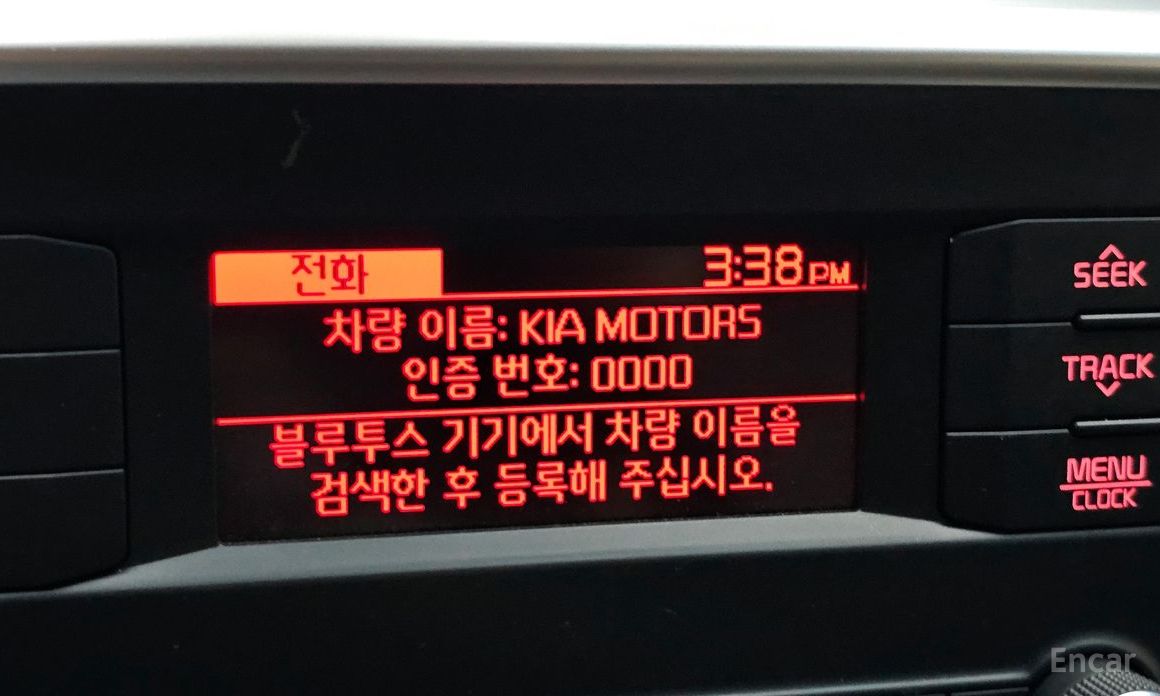 전화
3:38 PM
차량 이름: KIA MOTORS
인증 번호: 0000
블루투스 기기에서 차량 이름을
검색한 후 등록해 주십시오.
SEEK
TRACK
MENU
CLOCK
Encar